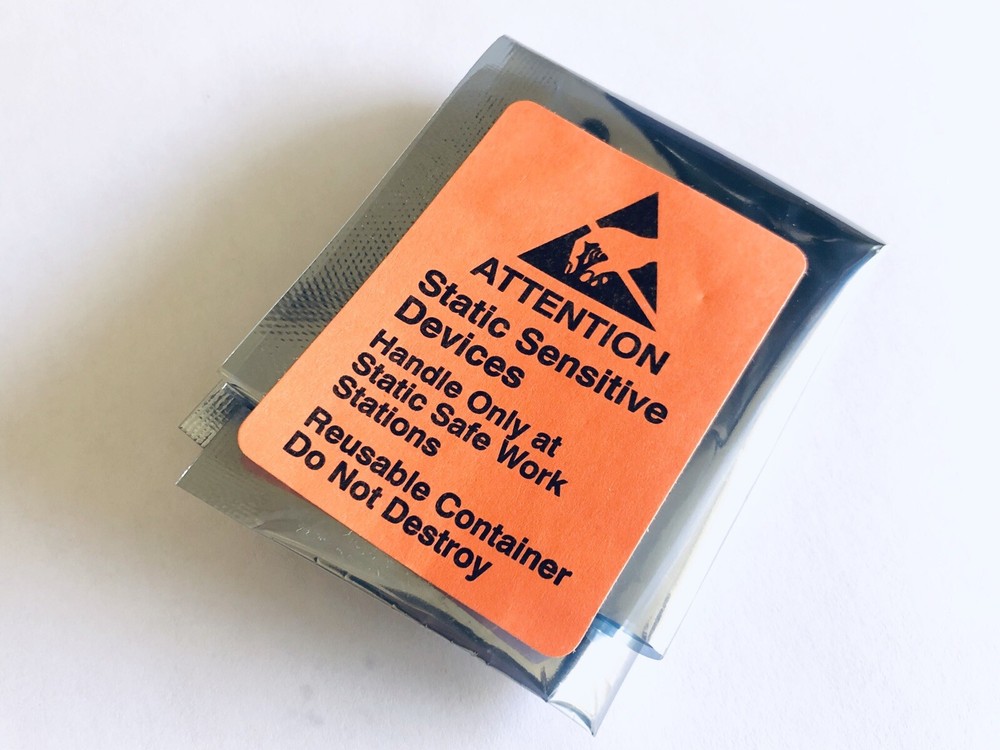 ATTENTION
Static Sensitive
Devices
Handle Only at
Static Safe Work
Stations
Reusable Container
Do Not Destroy